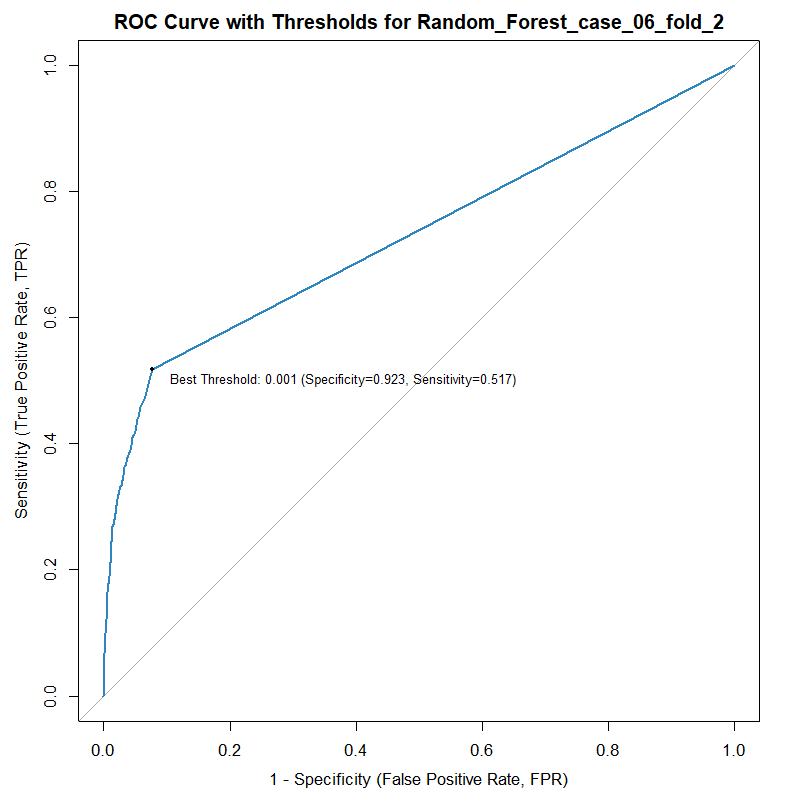 ROC Curve with Thresholds for Random_Forest_case_06_fold_2
Sensitivity (True Positive Rate, TPR)
1.0
0.8
0.6
0.4
0.2
0.0
Best Threshold: 0.001 (Specificity=0.923, Sensitivity=0.517)
0.0 0.2 0.4 0.6 0.8 1.0
1 - Specificity (False Positive Rate, FPR)